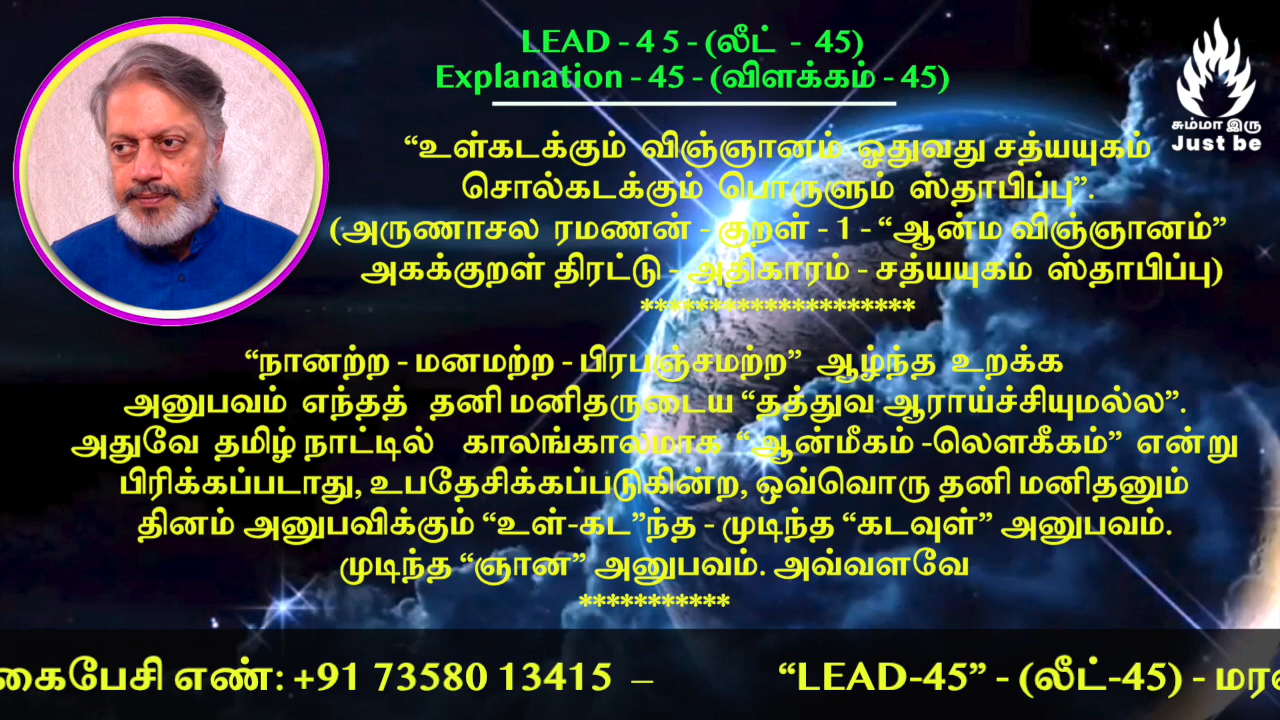 LEAD - 4 5 - (லீட் - 45)
Explanation - 45 - (விளக்கம் - 45)
சும்மா இரு
Just be
“உள்கடக்கும் விஞ்ஞானம் ஓதுவது சத்யயுகம்
சொல்கடக்கும் பொருளும் ஸ்தாபிப்பு”.
(அருணாசல ரமணன் - குறள் - 1 - “ஆன்ம விஞ்ஞானம்”
அகக்குறள் திரட்டு - அதிகாரம் - சத்யயுகம் ஸ்தாபிப்பு)
********************
“நானற்ற - மனமற்ற - பிரபஞ்சமற்ற” ஆழ்ந்த உறக்க
அனுபவம் எந்தத் தனி மனிதருடைய “தத்துவ ஆராய்ச்சியுமல்ல”.
அதுவே தமிழ் நாட்டில் காலங்காலமாக “ஆன்மீகம் -லௌகீகம்” என்று
பிரிக்கப்படாது, உபதேசிக்கப்படுகின்ற, ஒவ்வொரு தனி மனிதனும்
தினம் அனுபவிக்கும் “உள்-கட”ந்த - முடிந்த “கடவுள்” அனுபவம்.
முடிந்த “ஞான” அனுபவம். அவ்வளவே
***********
கைபேசி எண்: +91 73580 13415 – “LEAD-45” - (லீட்-45) -